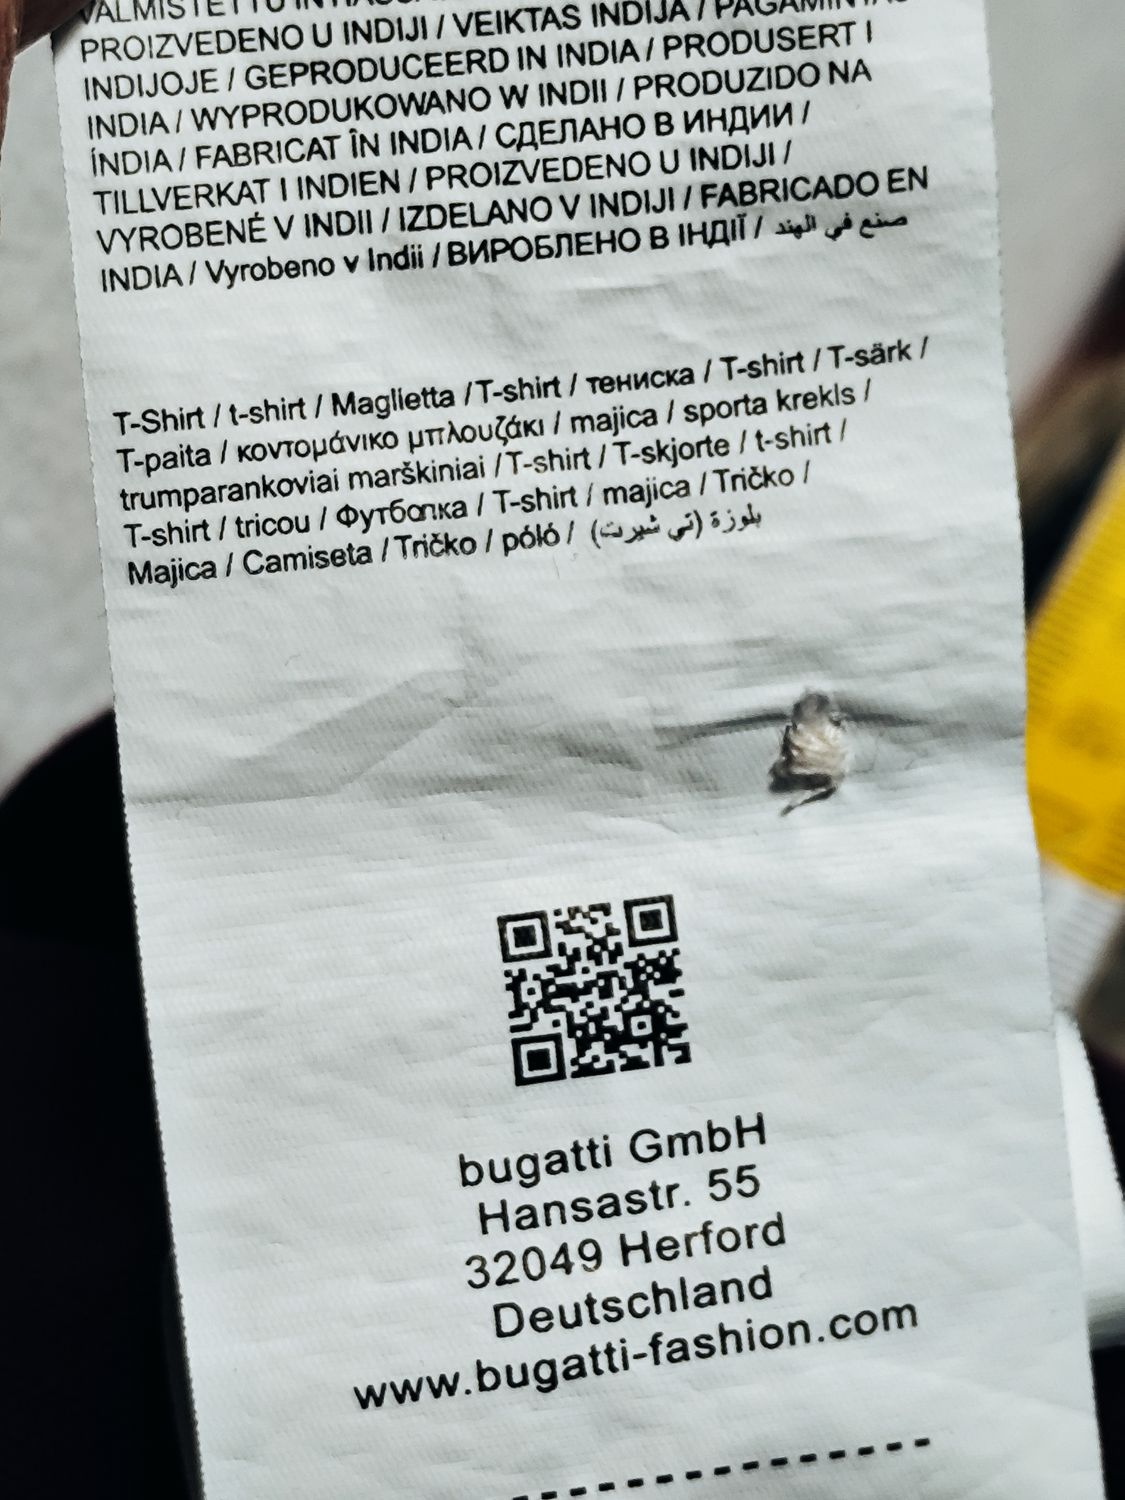 VALMISTETTU INTIASSA
PROIZVEDENO U INDIJI / VEIKTAS INDIJA / PAGAMINTAS
INDIJOJE / GEPRODUCEERD IN INDIA / PRODUSERT I
INDIA / WYPRODUKOWANO W INDII / PRODUZIDO NA
ÍNDIA / FABRICAT ÎN INDIA / СДЕЛАНО В ИНДИИ /
TILLVERKAT I INDIEN / PROIZVEDENO U INDIJI /
VYROBENÉ V INDII / IZDELANO V INDIJI / FABRICADO EN
INDIA / Vyrobeno v Indii / ВИРОБЛЕНО В ІНДІЇ / صنع في الهند
T-Shirt / t-shirt / Maglietta / T-shirt / тениска / T-shirt / T-särk /
T-paita / κοντομάνικο μπλουζάκι / majica / sporta krekls /
trumparankoviai marškiniai / T-shirt / T-skjorte / t-shirt /
T-shirt / tricou / Футболка / T-shirt / majica / Tričko /
Majica / Camiseta / Tričko / póló / بلوزة (تي شيرت)
bugatti GmbH
Hansastr. 55
32049 Herford
Deutschland
www.bugatti-fashion.com